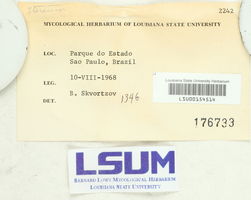 Stereum
2242
MYCOLOGICAL HERBARIUM OF LOUISIANA STATE UNIVERSITY
LOC. Parque do Estado
Sao Paulo, Brazil
LEG. 10-VIII-1968
DET. B. Skvortzov 1346
Louisiana State University Herbarium
LSU00154514
176733
LSUM
BERNARD LOWY MYCOLOGICAL HERBARIUM
LOUISIANA STATE UNIVERSITY